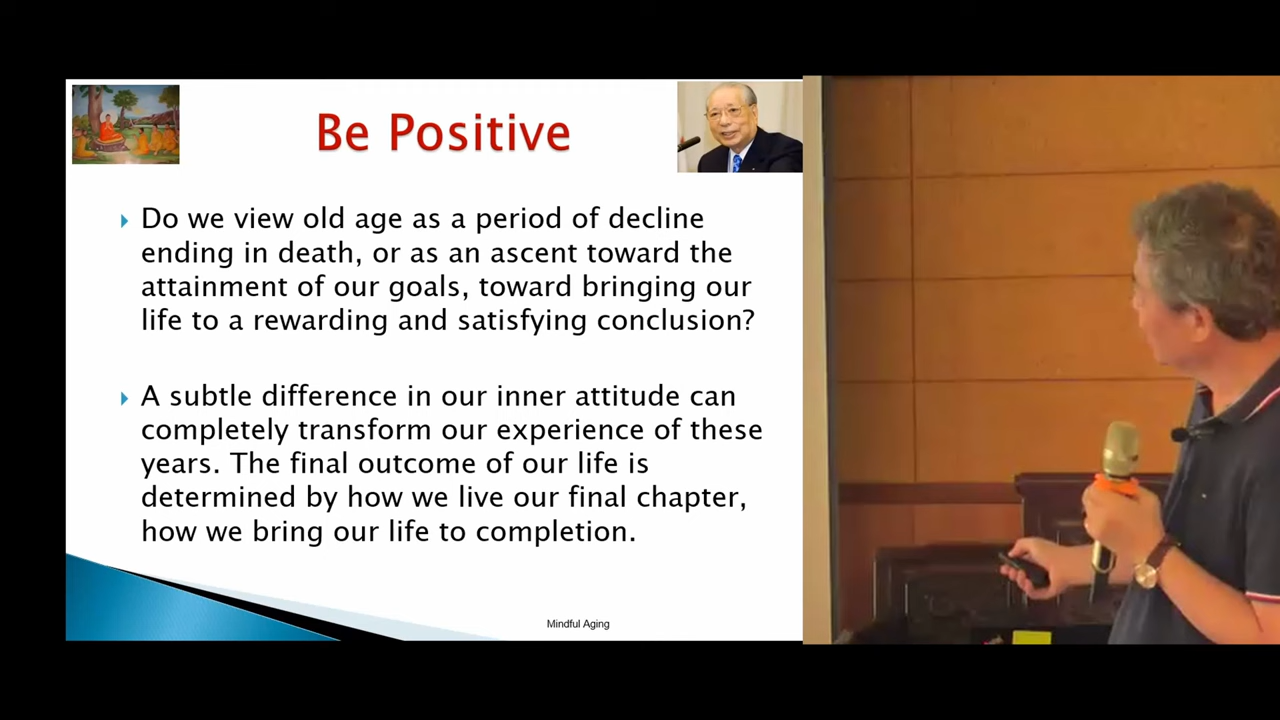 Be Positive
Do we view old age as a period of decline
ending in death, or as an ascent toward the
attainment of our goals, toward bringing our
life to a rewarding and satisfying conclusion?
A subtle difference in our inner attitude can
completely transform our experience of these
years. The final outcome of our life is
determined by how we live our final chapter,
how we bring our life to completion.
Mindful Aging